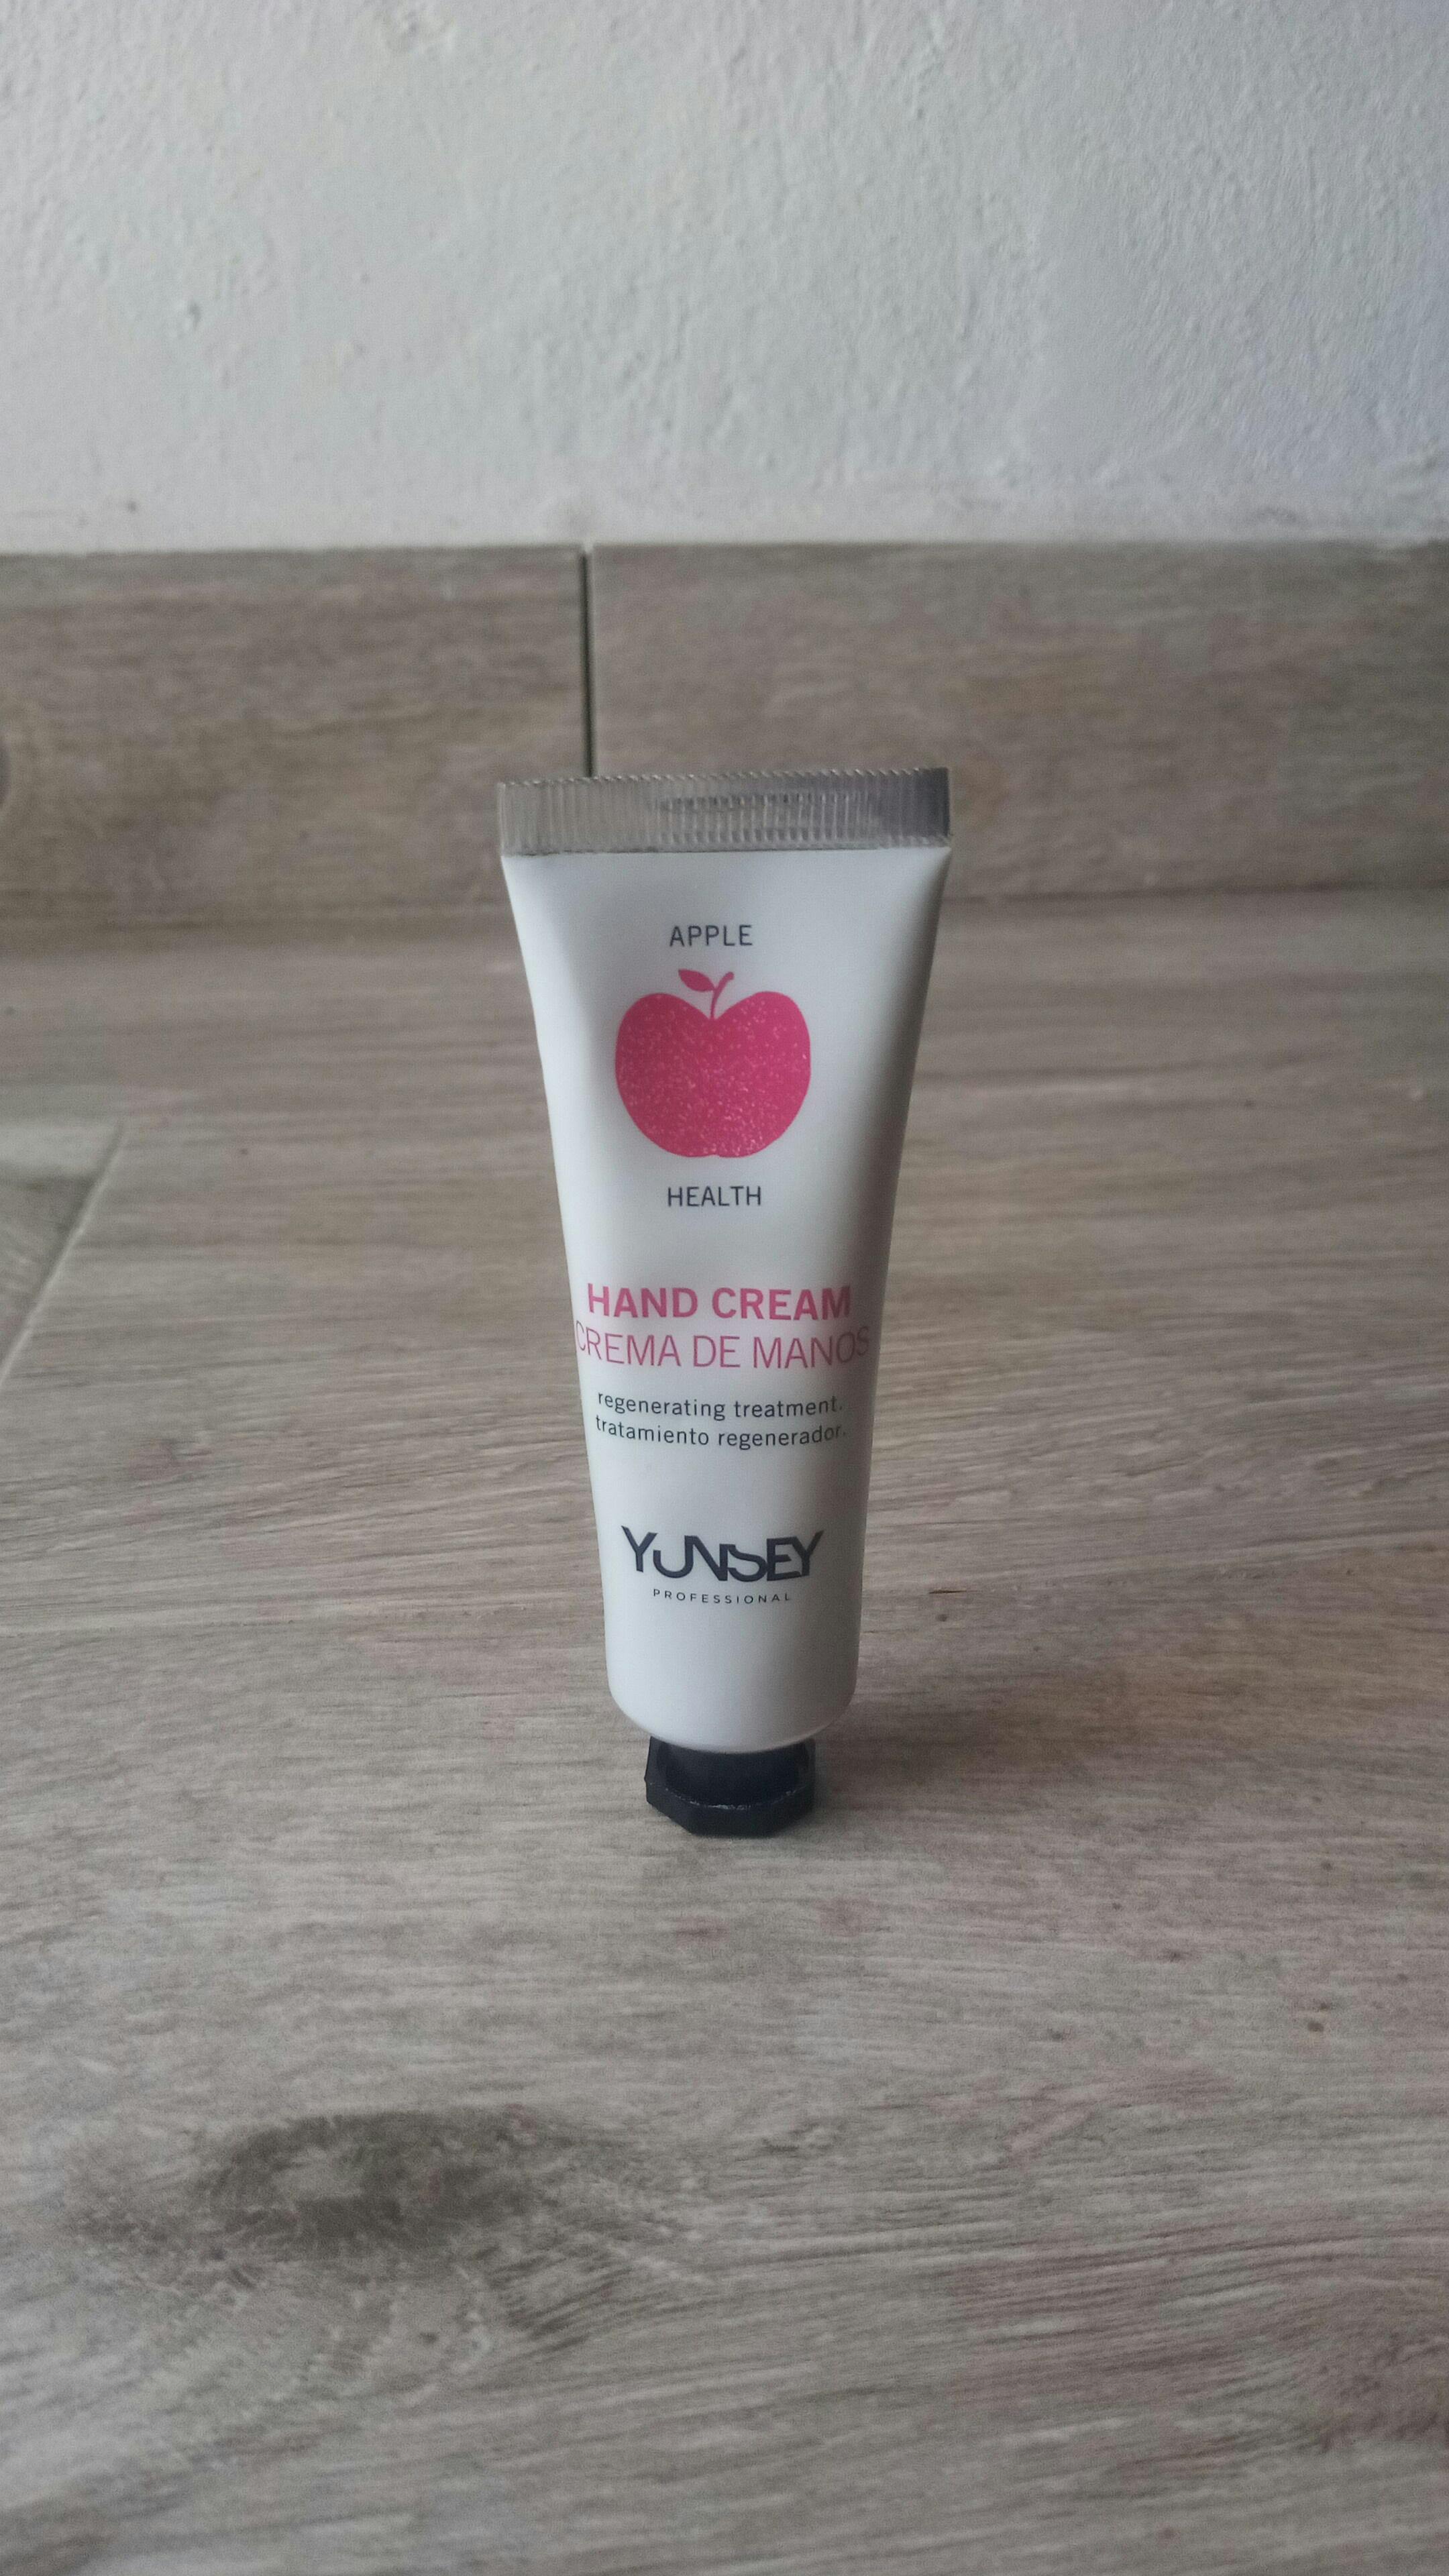 APPLE
HEALTH
HAND CREAM
CREMA DE MANOS
regenerating treatment.
tratamiento regenerador.
YUNSEY
PROFESSIONAL